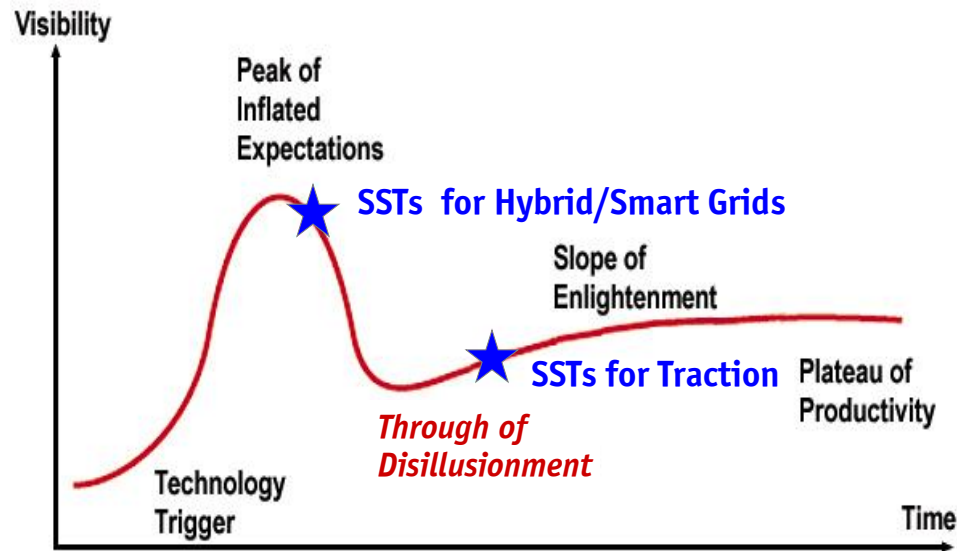 Visibility
Peak of
Inflated
Expectations
SSTs for Hybrid/Smart Grids
Slope of
Enlightenment
SSTs for Traction
Plateau of
Productivity
Through of
Disillusionment
Technology
Trigger
Time